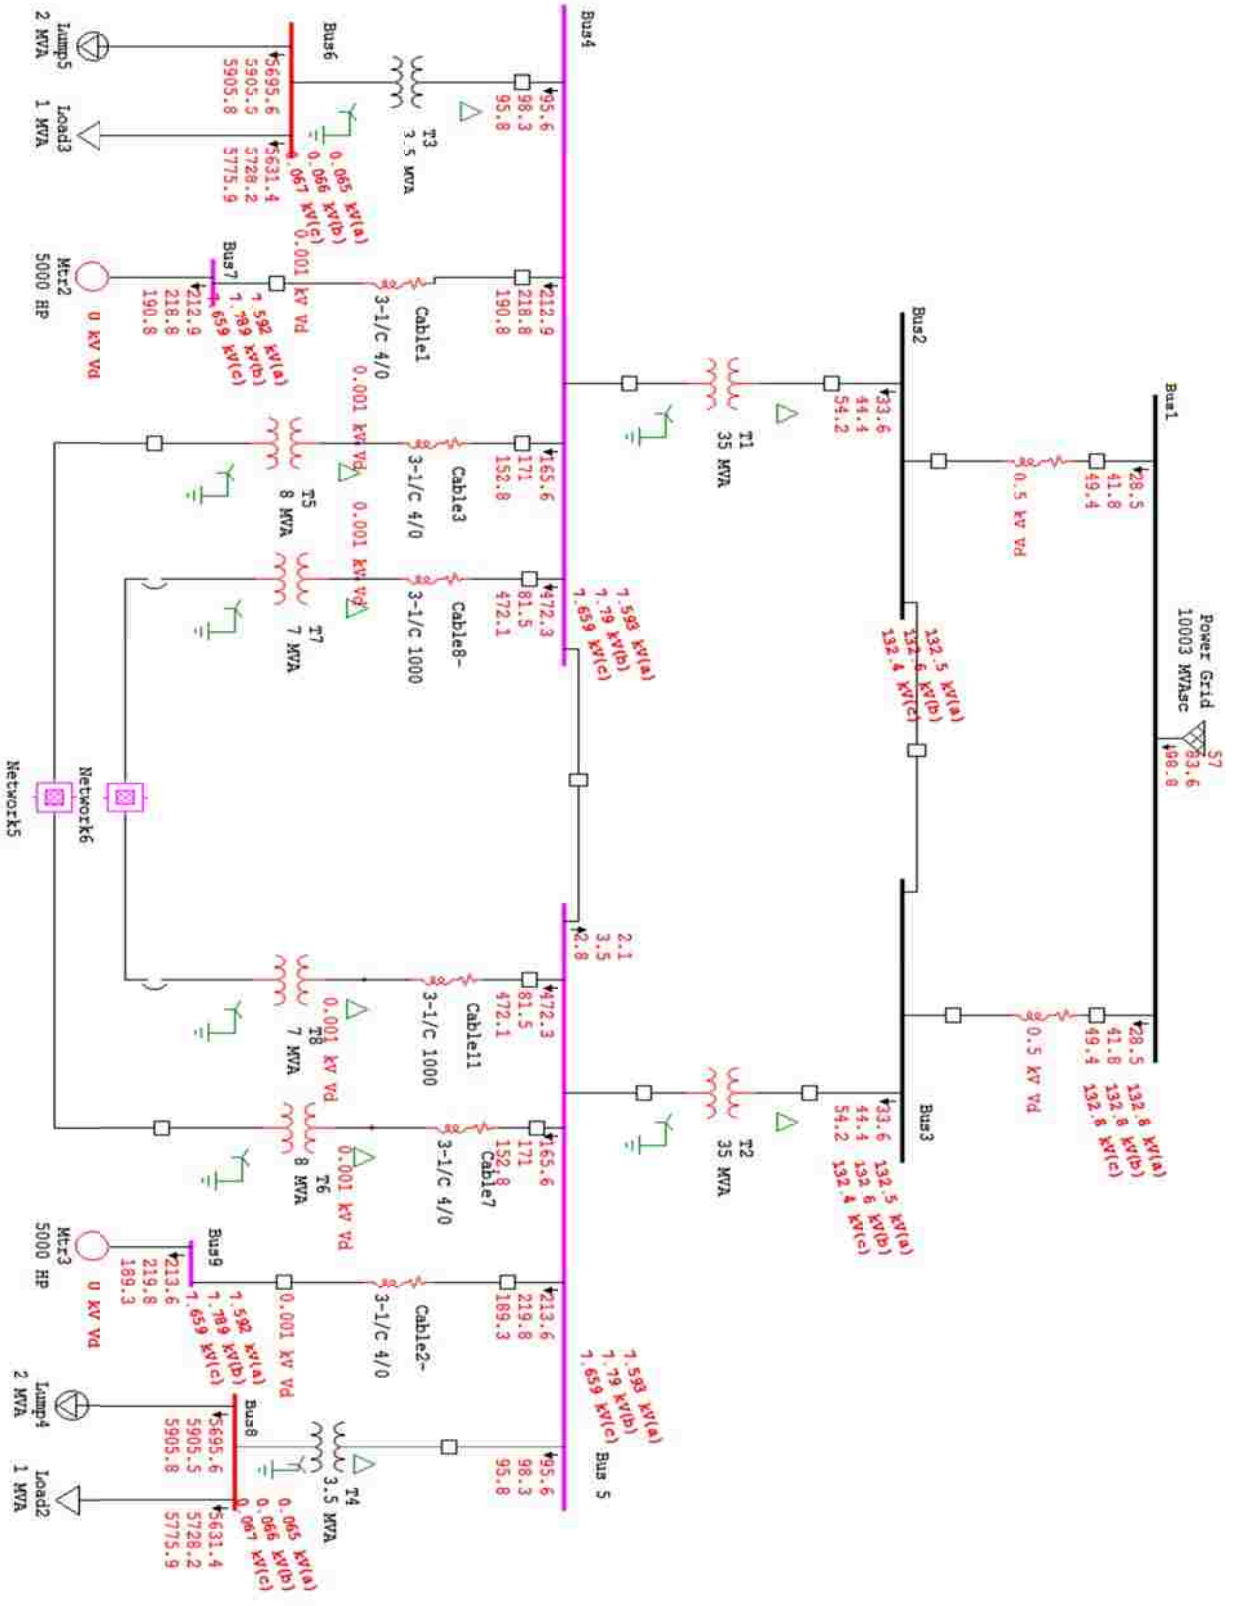 Power Grid
10003 MVAsc
57
83.6
98.8
Bus1
28.5
41.8
49.4
0.5 kV Vd
28.5
41.8
49.4
0.5 kV Vd
132.8 kV(a)
132.8 kV(b)
132.8 kV(c)
Bus2
33.6
44.4
54.2
132.5 kV(a)
132.6 kV(b)
132.4 kV(c)
Bus3
33.6
44.4
54.2
132.5 kV(a)
132.6 kV(b)
132.4 kV(c)
T1
35 MVA
T2
35 MVA
Bus4
7.593 kV(a)
7.79 kV(b)
7.659 kV(c)
2.1
3.5
2.8
Bus 5
7.593 kV(a)
7.79 kV(b)
7.659 kV(c)
95.6
98.3
95.8
212.9
218.8
190.8
165.6
171
152.8
472.3
81.5
472.1
472.3
81.5
472.1
165.6
171
152.8
213.6
219.8
189.3
95.6
98.3
95.8
T3
3.5 MVA
Cable1
3-1/C 4/0
0.001 kV Vd
Cable3
3-1/C 4/0
0.001 kV Vd
Cable8~
3-1/C 1000
0.001 kV Vd
Cable11
3-1/C 1000
0.001 kV Vd
Cable7
3-1/C 4/0
0.001 kV Vd
Cable2~
3-1/C 4/0
0.001 kV Vd
T4
3.5 MVA
T5
8 MVA
T7
7 MVA
T8
7 MVA
T6
8 MVA
Bus6
0.065 kV(a)
0.066 kV(b)
0.067 kV(c)
5695.6
5905.5
5905.8
5631.4
5728.2
5775.9
Bus7
7.592 kV(a)
7.789 kV(b)
7.659 kV(c)
212.9
218.8
190.8
Bus9
7.592 kV(a)
7.789 kV(b)
7.659 kV(c)
213.6
219.8
189.3
Bus8
0.065 kV(a)
0.066 kV(b)
0.067 kV(c)
5695.6
5905.5
5905.8
5631.4
5728.2
5775.9
Lump5
2 MVA
Load3
1 MVA
Mtr2
5000 HP
0 kV Vd
Network6
Network5
Mtr3
5000 HP
0 kV Vd
Lump4
2 MVA
Load2
1 MVA